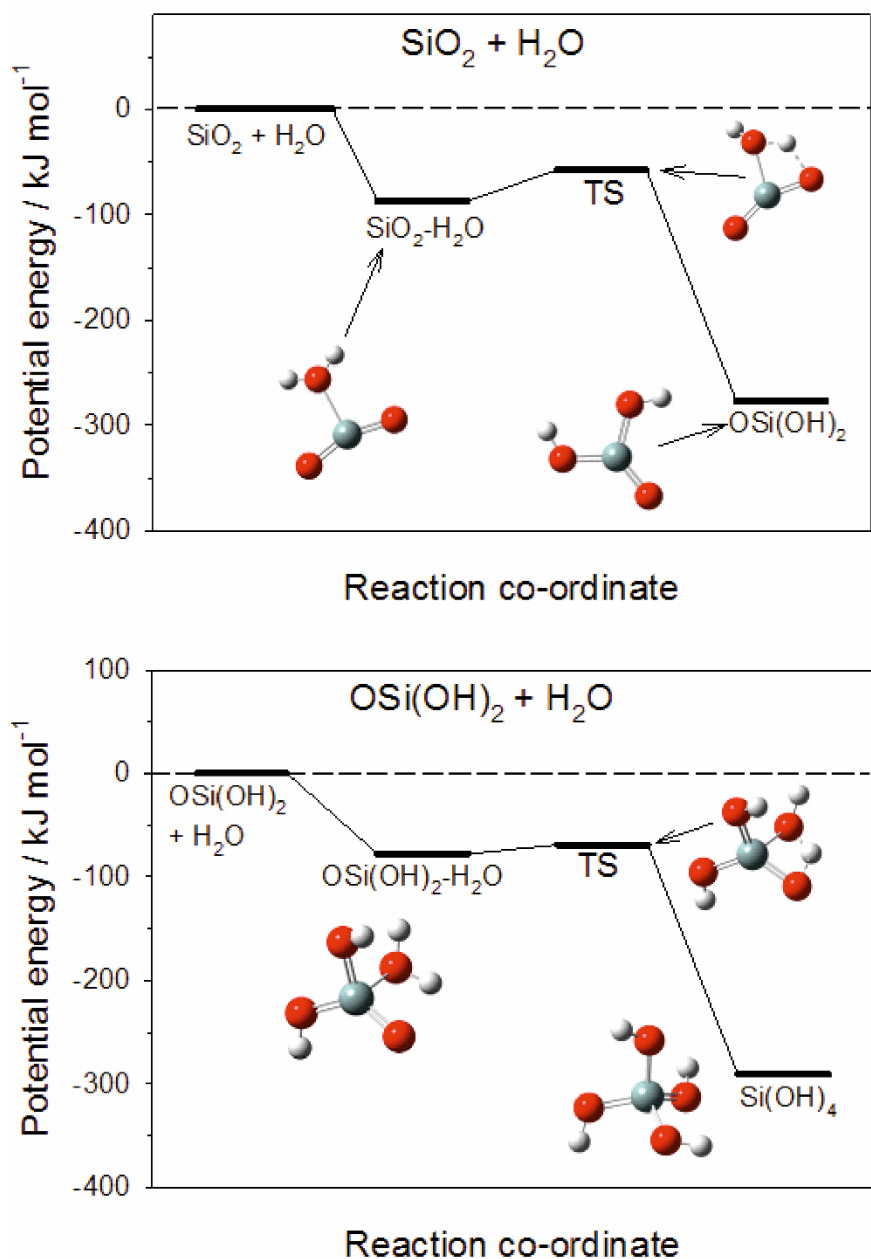 SiO₂ + H₂O
0
SiO₂ + H₂O
-100
SiO₂-H₂O
TS
-200
-300
OSi(OH)₂
-400
Potential energy / kJ mol⁻¹
Reaction co-ordinate
100
OSi(OH)₂ + H₂O
0
OSi(OH)₂
+ H₂O
-100
OSi(OH)₂-H₂O
TS
-200
-300
Si(OH)₄
-400
Potential energy / kJ mol⁻¹
Reaction co-ordinate